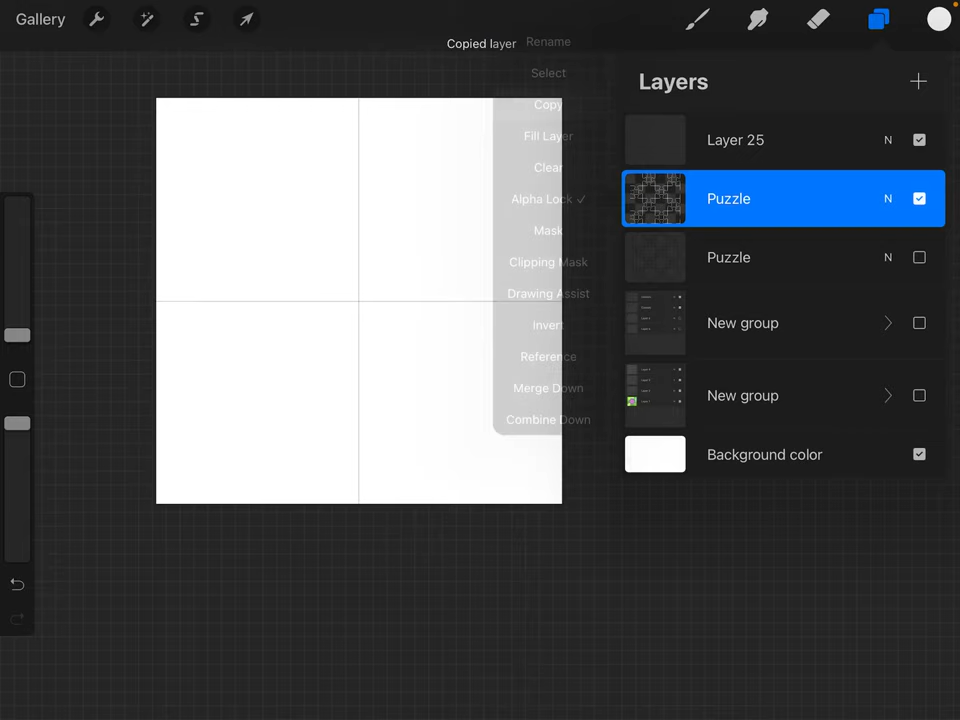 Gallery
Copied layer
Rename
Select
Copy
Fill Layer
Clear
Alpha Lock ✓
Mask
Clipping Mask
Drawing Assist
Invert
Reference
Merge Down
Combine Down
Layers
Layer 25 N
Puzzle N
Puzzle N
New group
New group
Background color